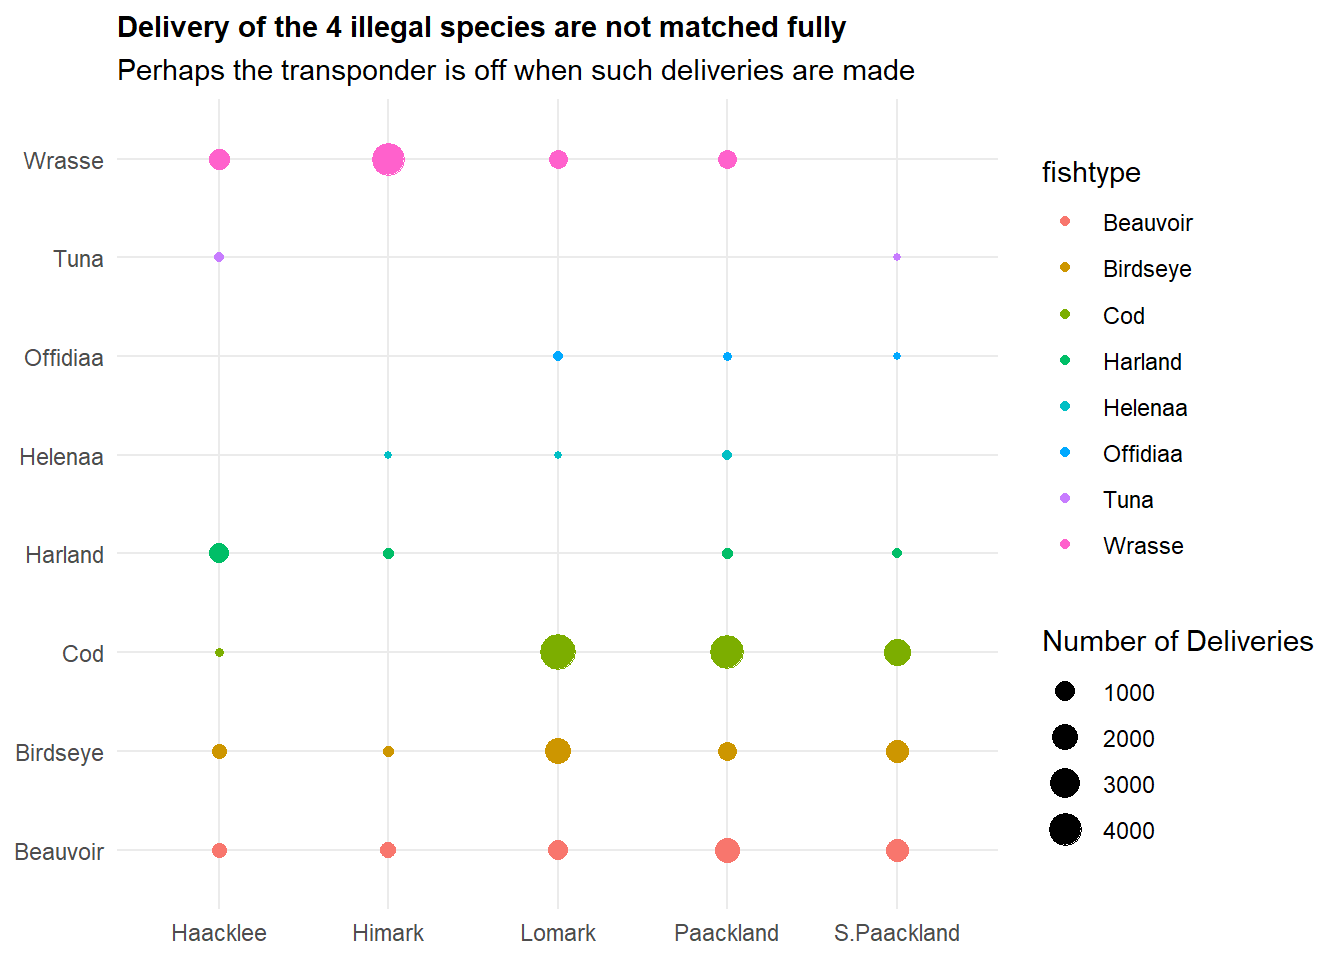 Delivery of the 4 illegal species are not matched fully
Perhaps the transponder is off when such deliveries are made
Wrasse
Tuna
Offidiaa
Helenaa
Harland
Cod
Birdseye
Beauvoir
Haacklee
Himark
Lomark
Paackland
S.Paackland
fishtype
Beauvoir
Birdseye
Cod
Harland
Helenaa
Offidiaa
Tuna
Wrasse
Number of Deliveries
1000
2000
3000
4000